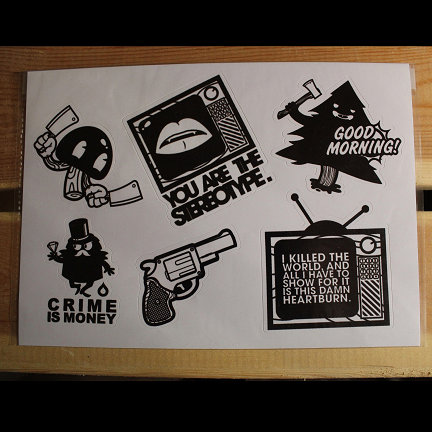 YOU ARE THE
STEREOTYPE.
GOOD
MORNING!
CRIME
IS MONEY
I KILLED THE
WORLD, AND
ALL I HAVE TO
SHOW FOR IT
IS THIS DAMN
HEARTBURN.